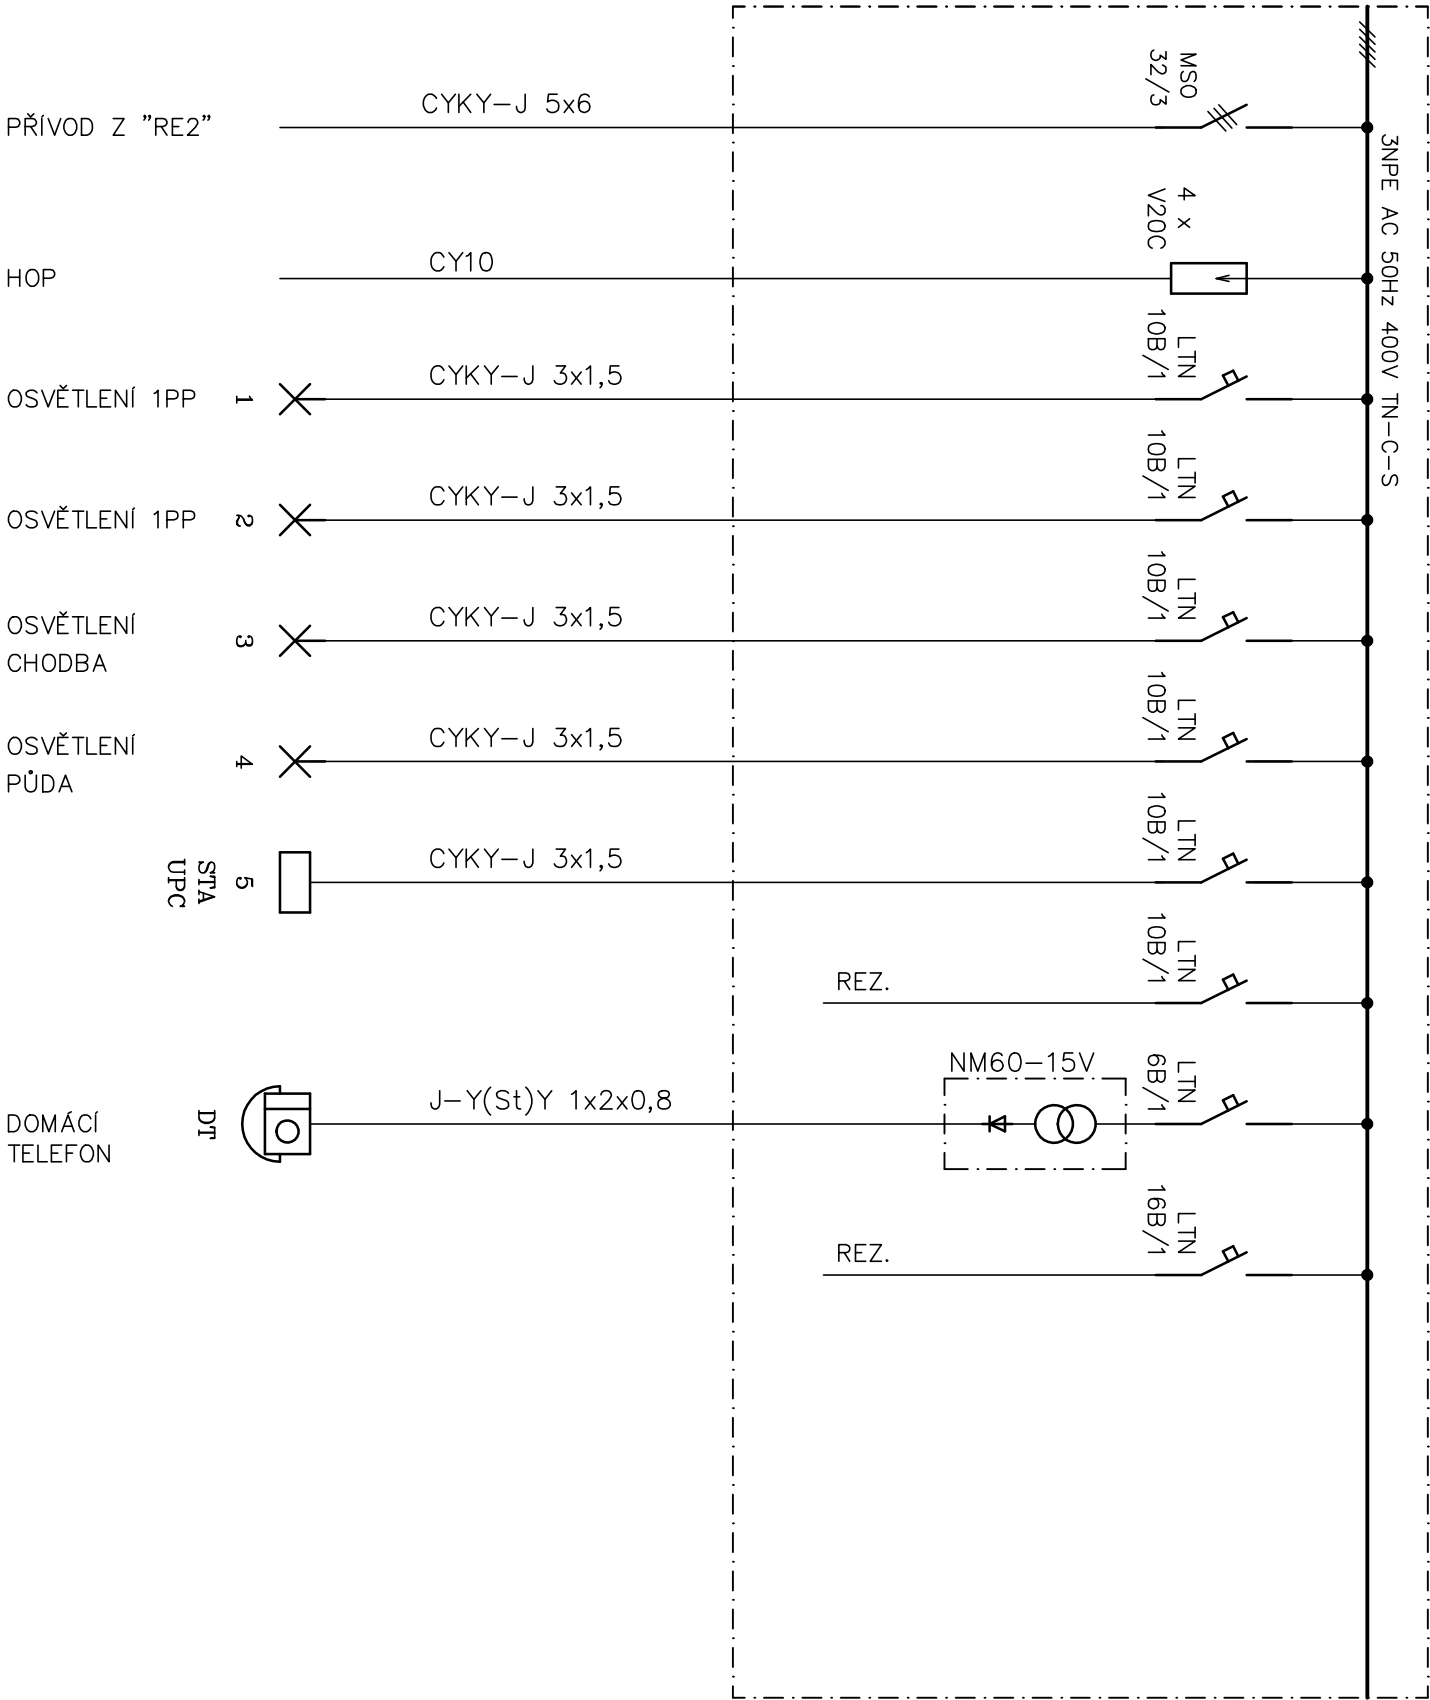 MSO
32/3
CYKY-J 5x6
PŘÍVOD Z "RE2"
3NPE AC 50Hz 400V TN-C-S
4 x
V20C
CY10
HOP
LTN
10B/1
CYKY-J 3x1,5
OSVĚTLENÍ 1PP
1
LTN
10B/1
CYKY-J 3x1,5
OSVĚTLENÍ 1PP
2
LTN
10B/1
CYKY-J 3x1,5
OSVĚTLENÍ
CHODBA
3
LTN
10B/1
CYKY-J 3x1,5
OSVĚTLENÍ
PŮDA
4
LTN
10B/1
CYKY-J 3x1,5
STA
UPC
5
LTN
10B/1
REZ.
NM60-15V
LTN
6B/1
J-Y(St)Y 1x2x0,8
DOMÁCÍ
TELEFON
DT
LTN
16B/1
REZ.